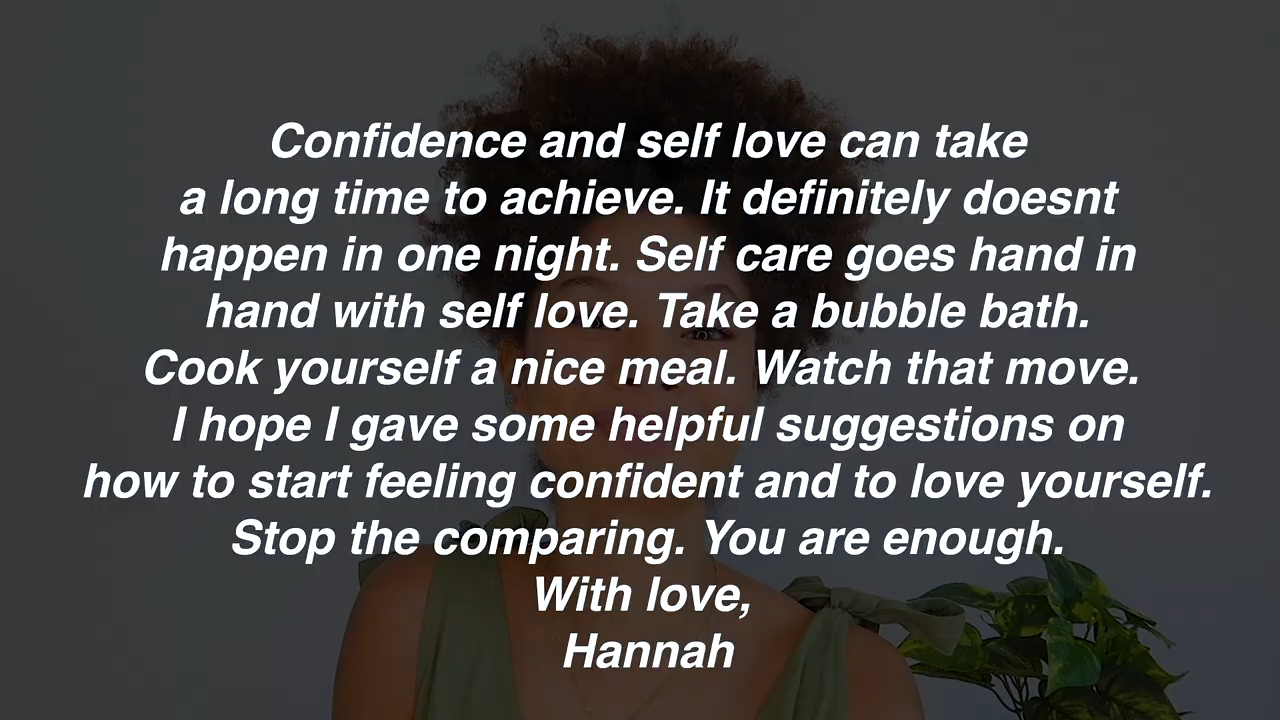 Confidence and self love can take
a long time to achieve. It definitely doesnt
happen in one night. Self care goes hand in
hand with self love. Take a bubble bath.
Cook yourself a nice meal. Watch that move.
I hope I gave some helpful suggestions on
how to start feeling confident and to love yourself.
Stop the comparing. You are enough.
With love,
Hannah